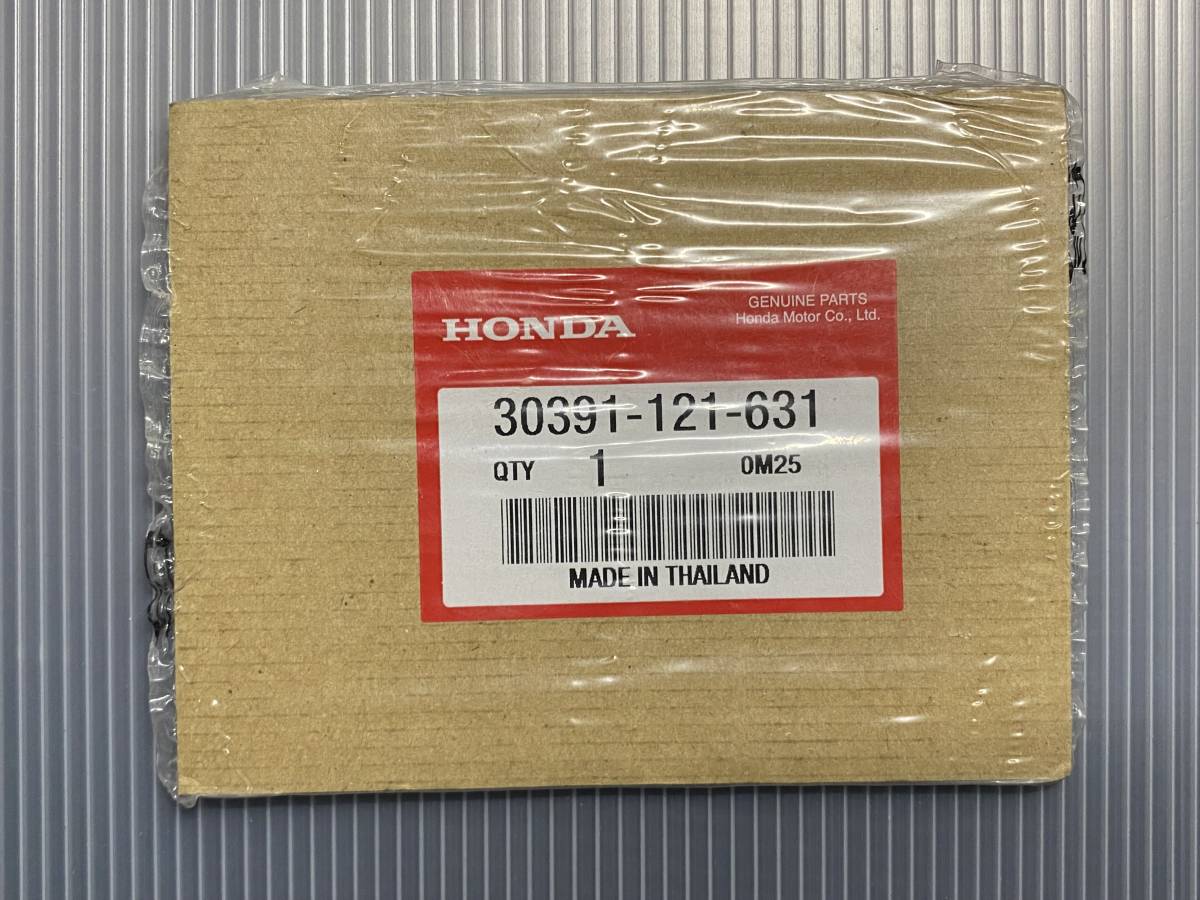 HONDA
GENUINE PARTS
Honda Motor Co., Ltd.
30391-121-631
QTY 1 0M25
MADE IN THAILAND